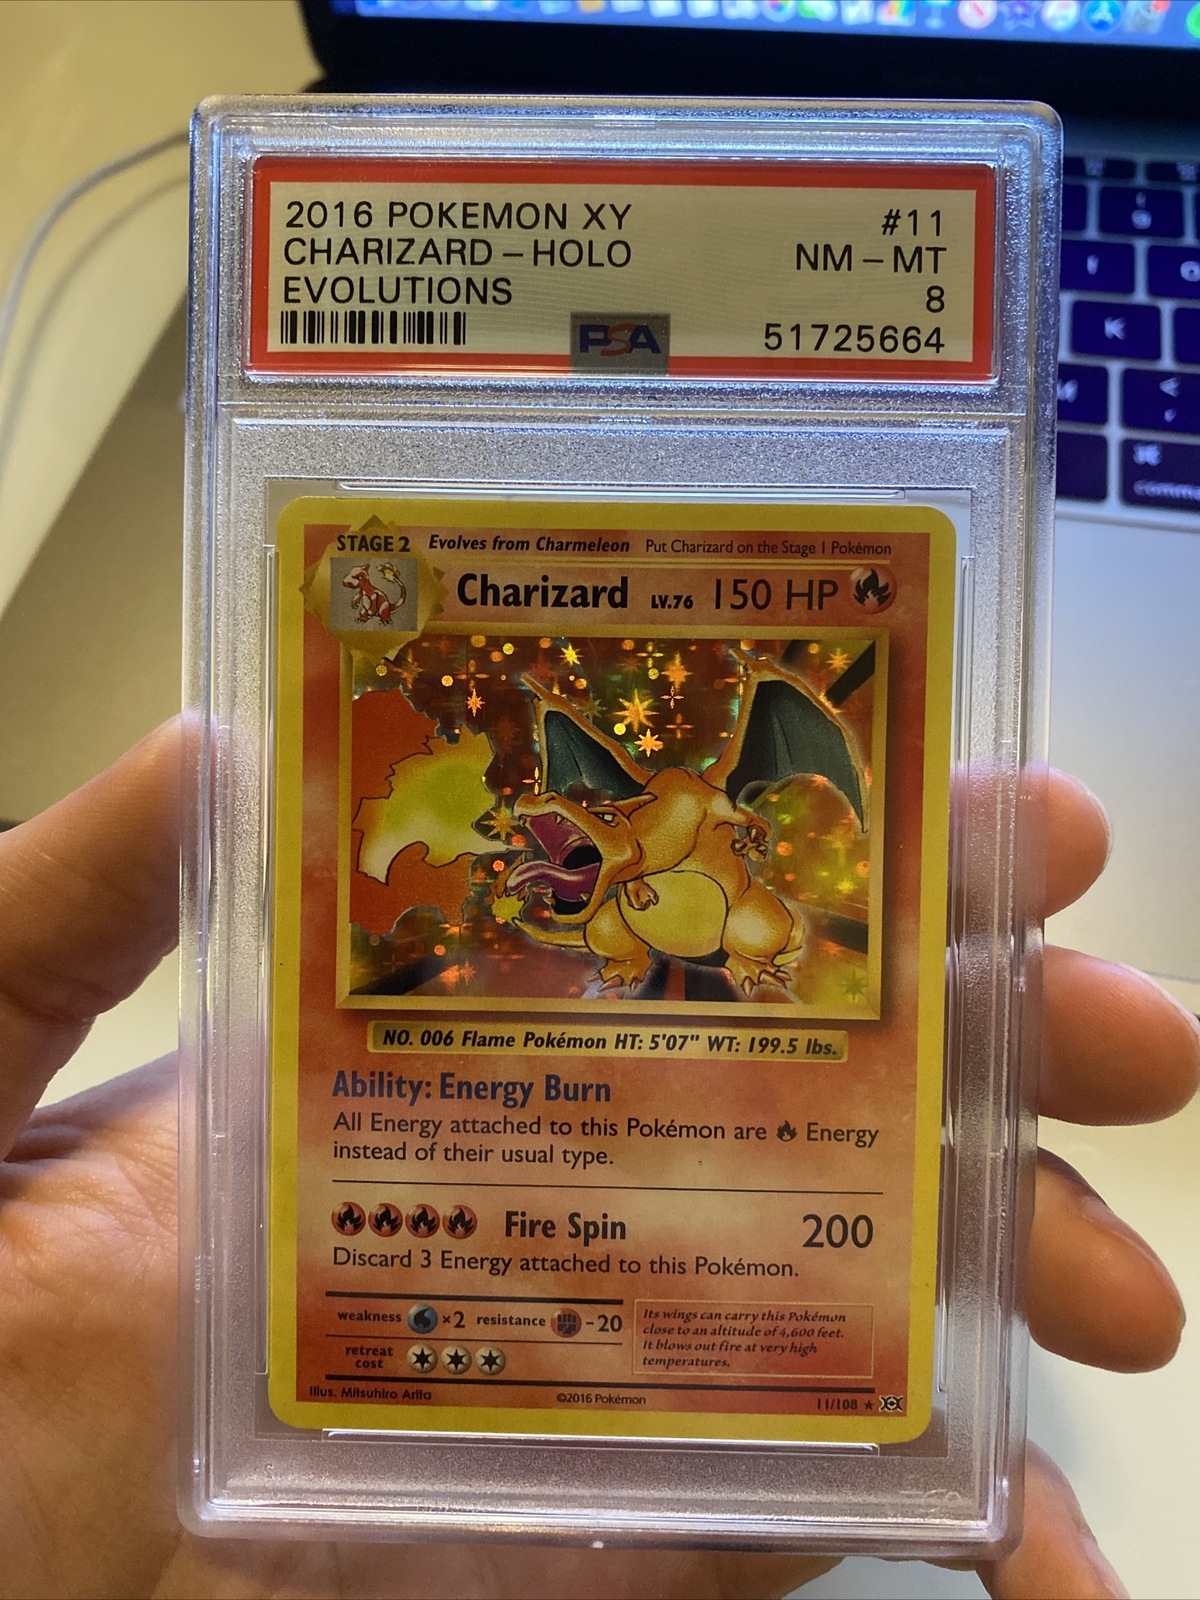 2016 POKEMON XY #11
CHARIZARD – HOLO NM – MT
EVOLUTIONS 8
PSA 51725664
STAGE 2 Evolves from Charmeleon Put Charizard on the Stage 1 Pokémon
Charizard LV.76 150 HP
NO. 006 Flame Pokémon HT: 5'07" WT: 199.5 lbs.
Ability: Energy Burn
All Energy attached to this Pokémon are Energy
instead of their usual type.
Fire Spin 200
Discard 3 Energy attached to this Pokémon.
weakness ×2 resistance -20
retreat
cost
Its wings can carry this Pokémon
close to an altitude of 4,600 feet.
It blows out fire at very high
temperatures.
Illus. Mitsuhiro Arita ©2016 Pokémon 11/108
K